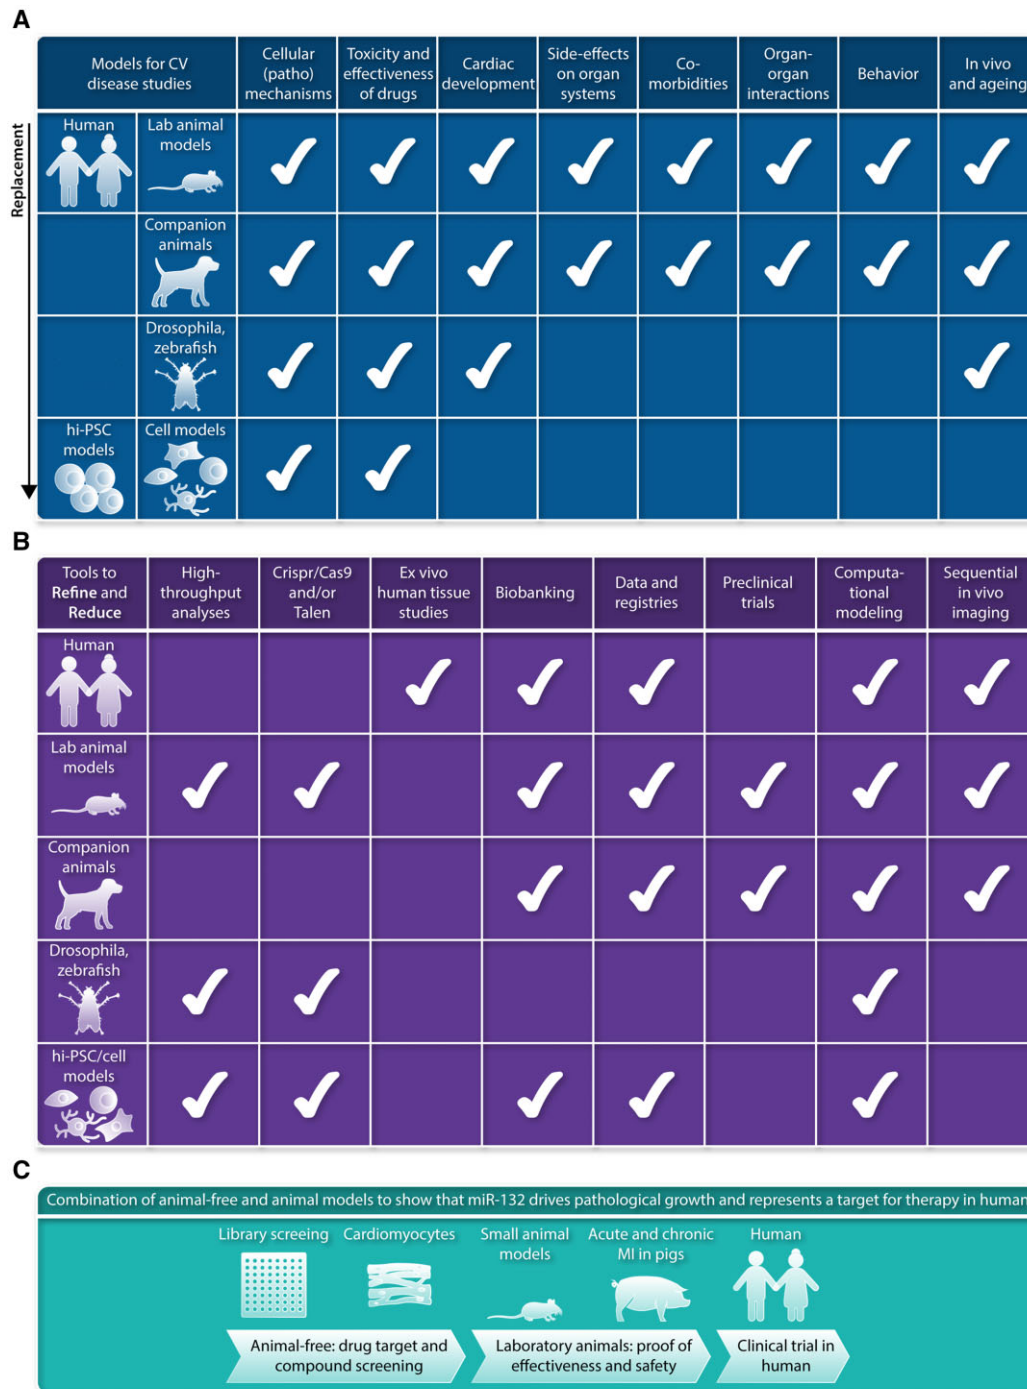 A
Models for CV
disease studies
Cellular
(patho)
mechanisms
Toxicity and
effectiveness
of drugs
Cardiac
development
Side-effects
on organ
systems
Co-
morbidities
Organ-
organ
interactions
Behavior
In vivo
and ageing
Replacement
Human
Lab animal
models
Companion
animals
Drosophila,
zebrafish
hi-PSC
models
Cell models
B
Tools to
Refine and
Reduce
High-
throughput
analyses
Crispr/Cas9
and/or
Talen
Ex vivo
human tissue
studies
Biobanking
Data and
registries
Preclinical
trials
Computa-
tional
modeling
Sequential
in vivo
imaging
Human
Lab animal
models
Companion
animals
Drosophila,
zebrafish
hi-PSC/cell
models
C
Combination of animal-free and animal models to show that miR-132 drives pathological growth and represents a target for therapy in human
Library screeing
Cardiomyocytes
Small animal
models
Acute and chronic
MI in pigs
Human
Animal-free: drug target and
compound screening
Laboratory animals: proof of
effectiveness and safety
Clinical trial in
human